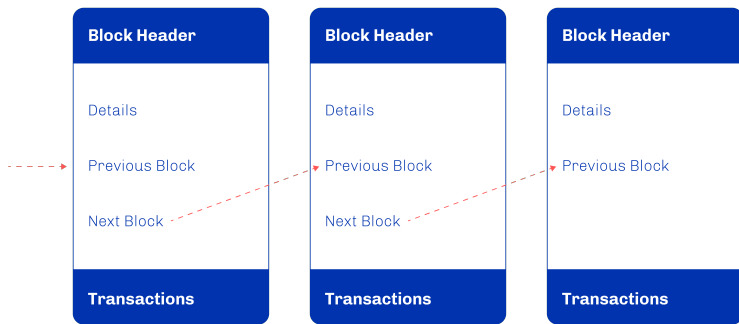 Block Header
Details
Previous Block
Next Block
Transactions
Block Header
Details
Previous Block
Next Block
Transactions
Block Header
Details
Previous Block
Transactions